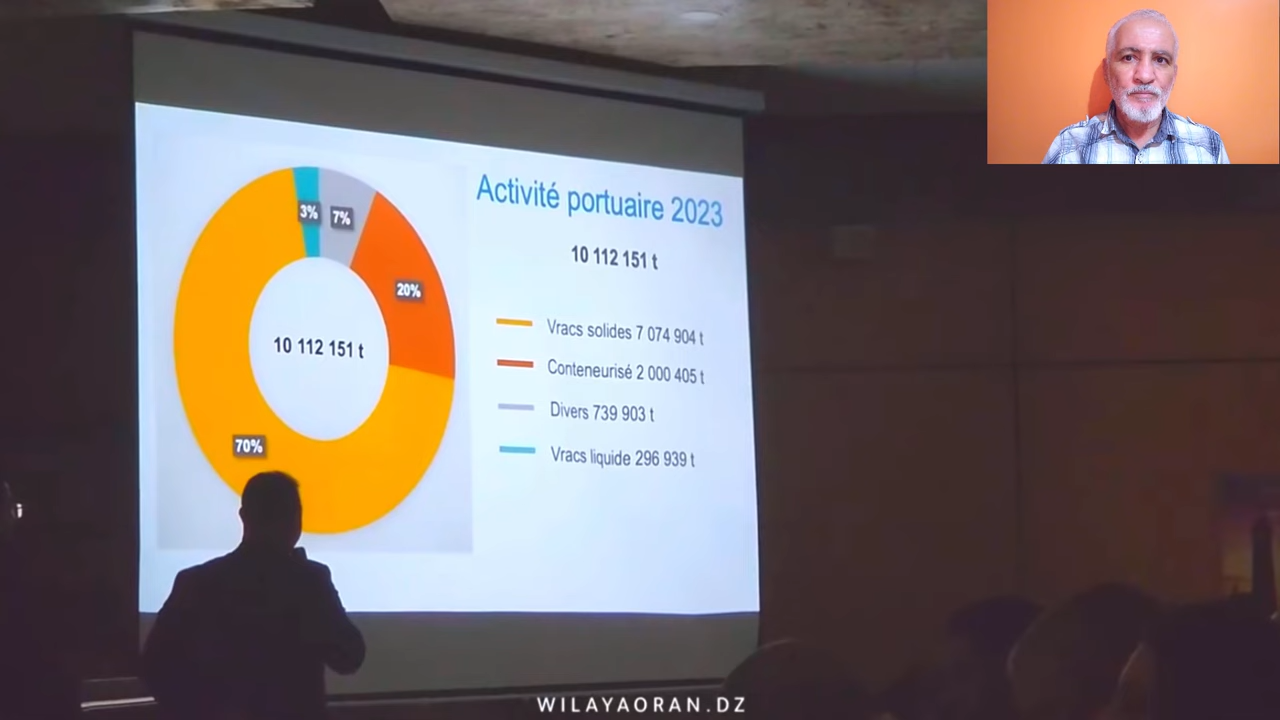 Activité portuaire 2023
10 112 151 t
3%
7%
20%
10 112 151 t
70%
Vracs solides 7 074 904 t
Conteneurisé 2 000 405 t
Divers 739 903 t
Vracs liquide 296 939 t
WILAYAORAN.DZ